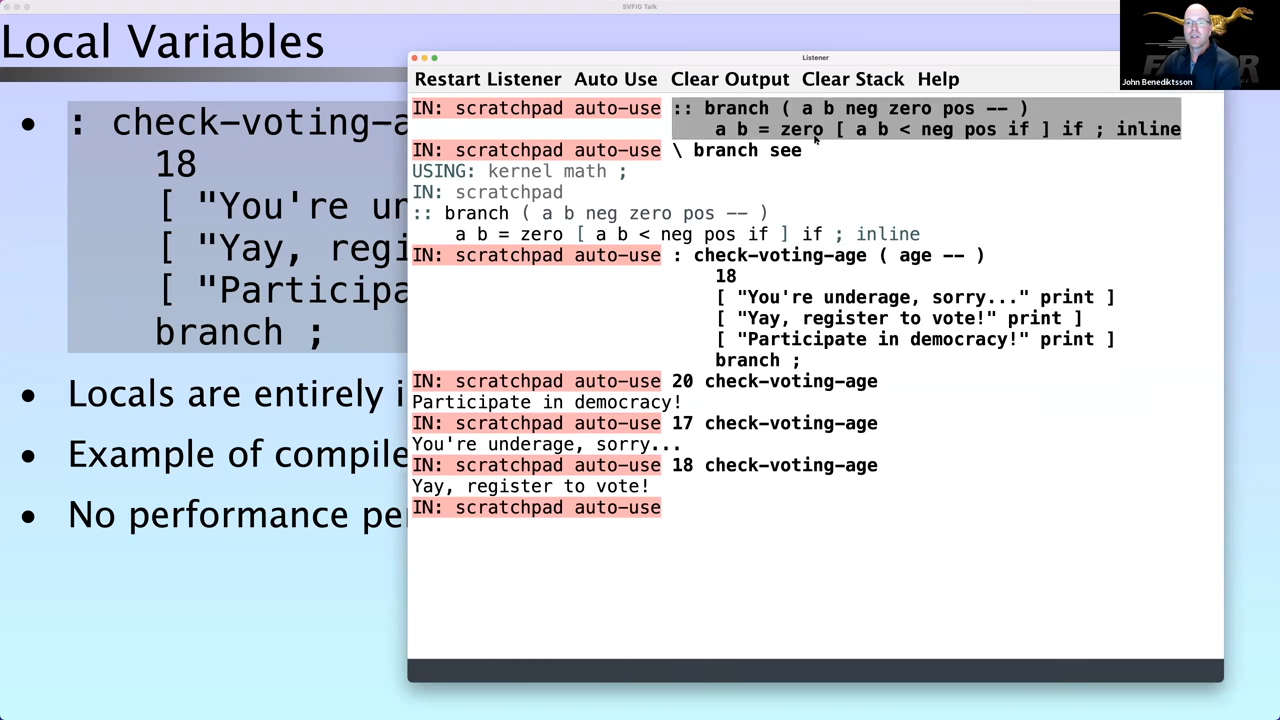 SVFIG Talk
Local Variables
: check-voting-a
18
[ "You're un
[ "Yay, regi
[ "Participa
branch ;
Locals are entirely i
Example of compile
No performance pe
Listener
Restart Listener Auto Use Clear Output Clear Stack Help
IN: scratchpad auto-use :: branch ( a b neg zero pos -- )
a b = zero [ a b < neg pos if ] if ; inline
IN: scratchpad auto-use \ branch see
USING: kernel math ;
IN: scratchpad
:: branch ( a b neg zero pos -- )
a b = zero [ a b < neg pos if ] if ; inline
IN: scratchpad auto-use : check-voting-age ( age -- )
18
[ "You're underage, sorry..." print ]
[ "Yay, register to vote!" print ]
[ "Participate in democracy!" print ]
branch ;
IN: scratchpad auto-use 20 check-voting-age
Participate in democracy!
IN: scratchpad auto-use 17 check-voting-age
You're underage, sorry...
IN: scratchpad auto-use 18 check-voting-age
Yay, register to vote!
IN: scratchpad auto-use
John Benediktsson